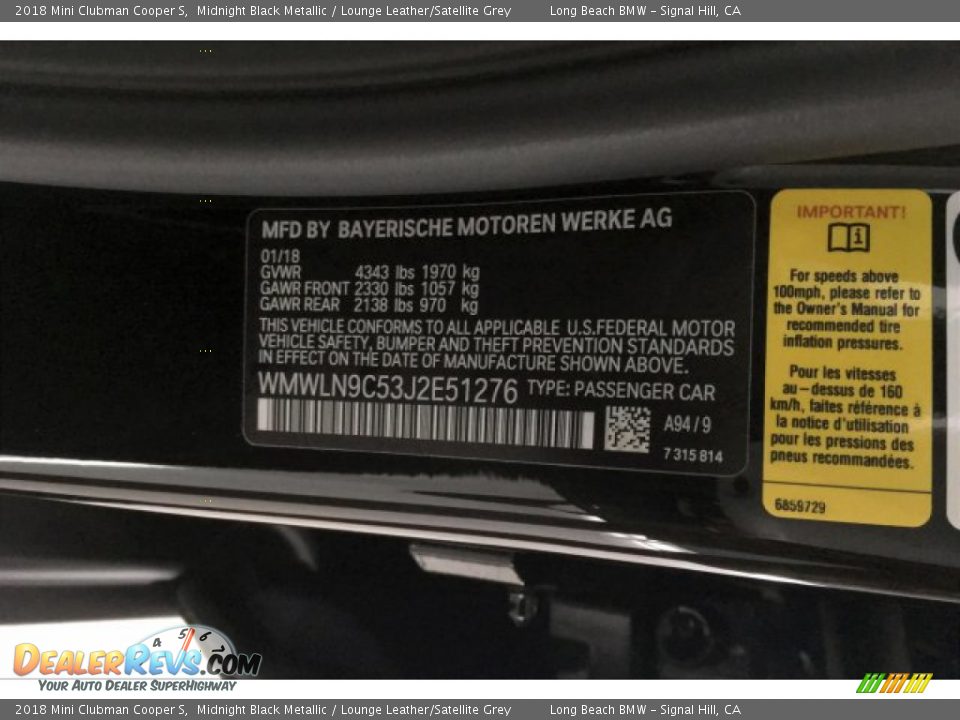 2018 Mini Clubman Cooper S,  Midnight Black Metallic / Lounge Leather/Satellite Grey        Long Beach BMW - Signal Hill, CA
MFD BY BAYERISCHE MOTOREN WERKE AG
01/18
GVWR 4343 lbs 1970 kg
GAWR FRONT 2330 lbs 1057 kg
GAWR REAR 2138 lbs 970 kg
THIS VEHICLE CONFORMS TO ALL APPLICABLE U.S.FEDERAL MOTOR
VEHICLE SAFETY, BUMPER AND THEFT PREVENTION STANDARDS
IN EFFECT ON THE DATE OF MANUFACTURE SHOWN ABOVE.
WMWLN9C53J2E51276 TYPE: PASSENGER CAR
A94 / 9
7 315 814
IMPORTANT!
For speeds above
100mph, please refer to
the Owner's Manual for
recommended tire
inflation pressures.
Pour les vitesses
au-dessus de 160
km/h, faites référence à
la notice d'utilisation
pour les pressions des
pneus recommandées.
6859729
4 5 6 7
DEALERREVS.COM
YOUR AUTO DEALER SUPERHIGHWAY
2018 Mini Clubman Cooper S,  Midnight Black Metallic / Lounge Leather/Satellite Grey        Long Beach BMW - Signal Hill, CA